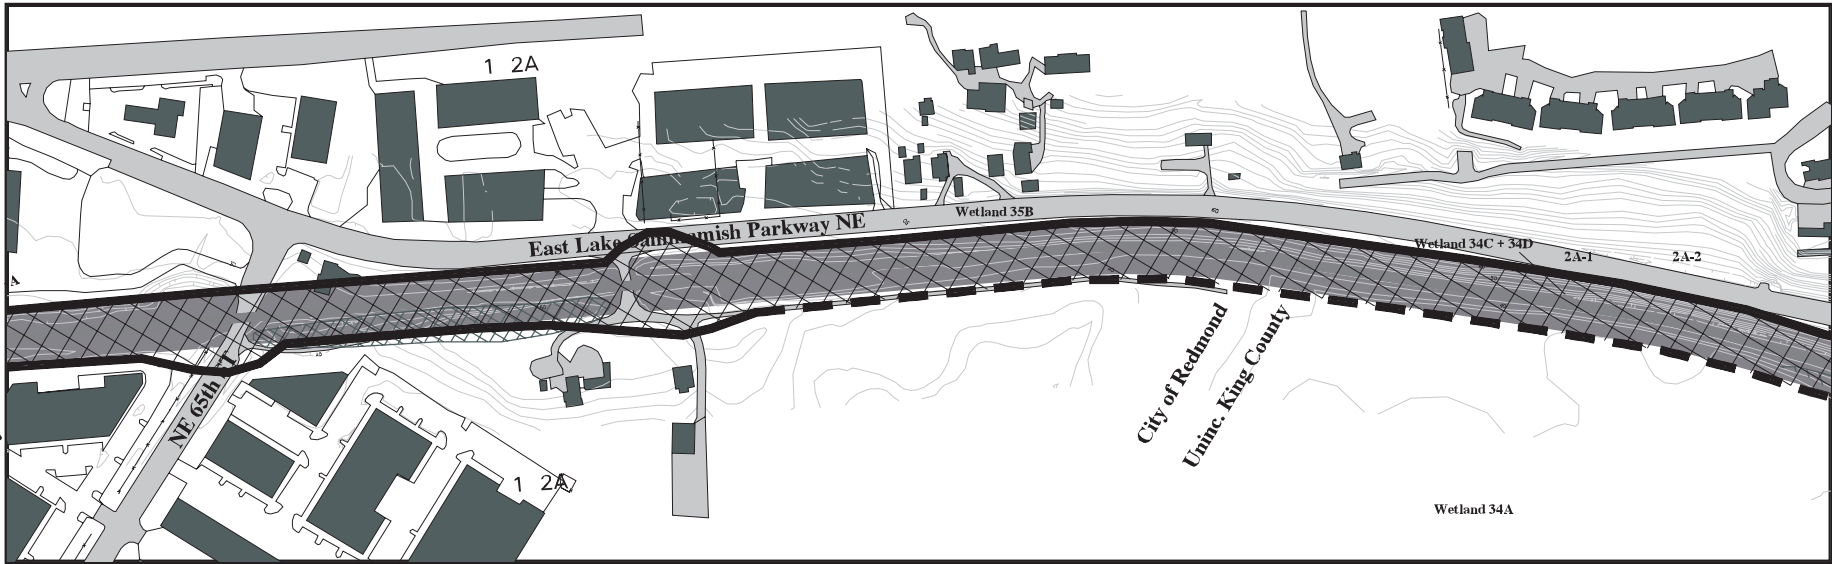 1 2A
East Lake Sammamish Parkway NE
Wetland 35B
Wetland 34C + 34D
2A-1
2A-2
A
City of Redmond
Uninc. King County
NE 65th
1 2A
Wetland 34A